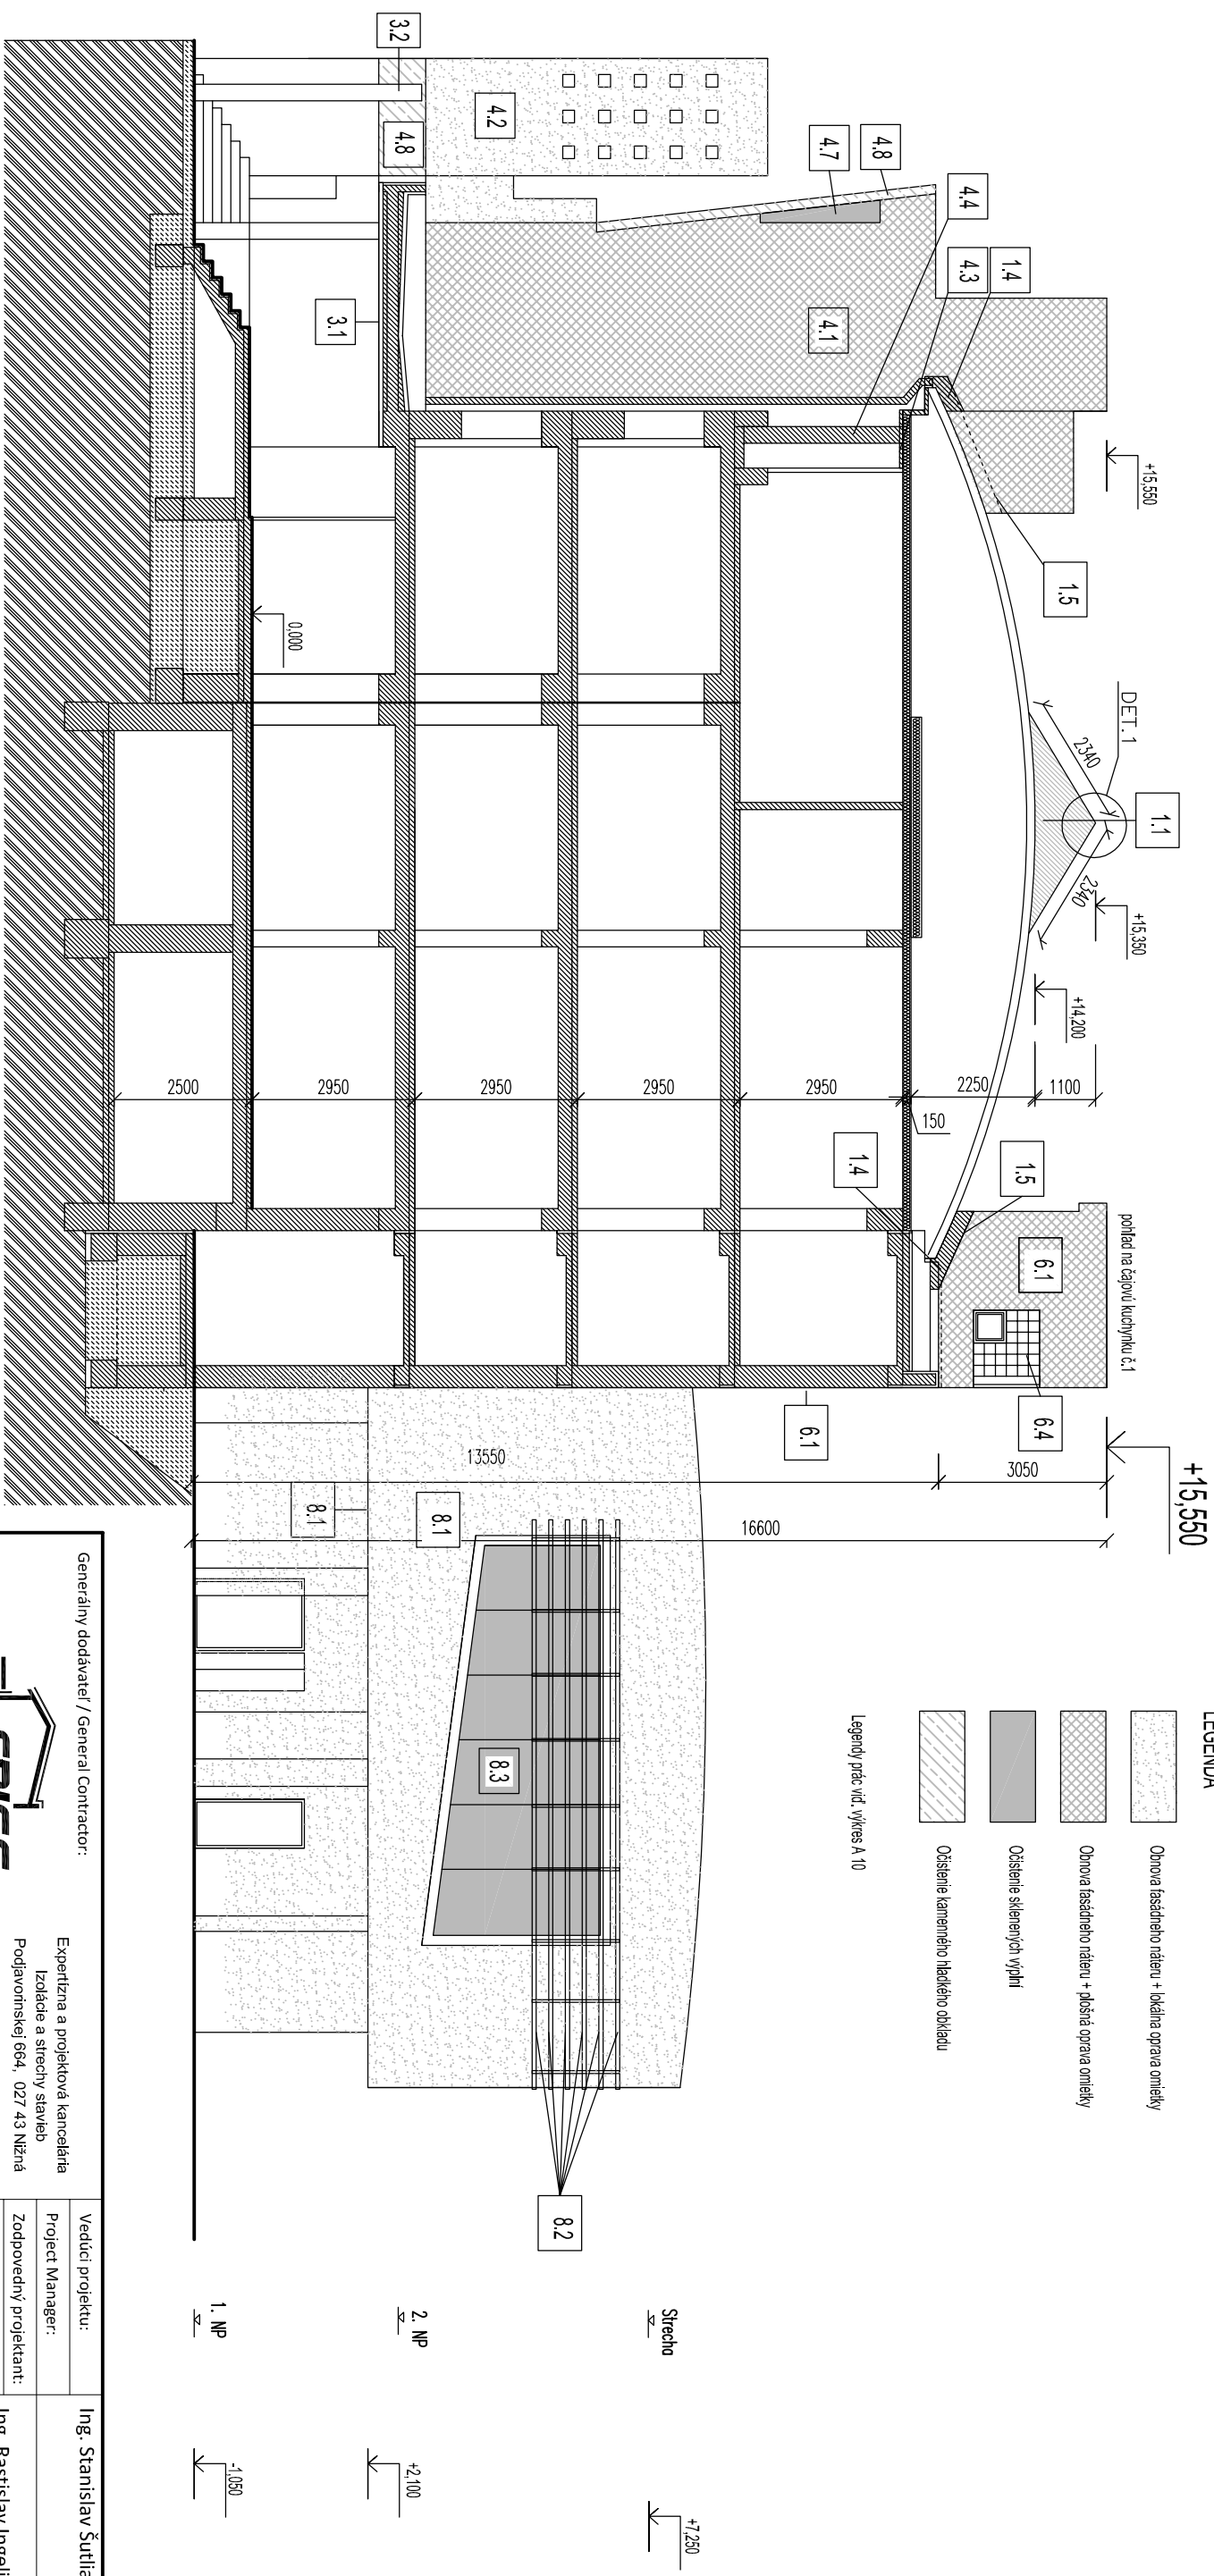 3.2
4.8
4.2
4.7
4.8
4.4
4.3
1.4
4.1
3.1
+15,550
1.5
0,000
DET. 1
2340
1.1
2340
+15,350
+14,200
2500
2950
2950
2950
2950
150
2250
1100
1.4
1.5
pohľad na čajovú kuchynku č.1
6.1
6.4
6.1
13550
3050
16600
+15,550
8.1
8.1
8.3
8.2
LEGENDA
Obnova fasádneho náteru + lokálna oprava omietky
Obnova fasádneho náteru + plošná oprava omietky
Očistenie sklenených výplní
Očistenie kamenného hladkého obkladu
Legendy prác viď. výkres A 10
Strecha
2. NP
1. NP
+7,250
+2,100
-1,050
Generálny dodávateľ / General Contractor:
Expertízna a projektová kancelária
Izolácie a strechy stavieb
Podjavorinskej 664, 027 43 Nižná
Vedúci projektu:
Project Manager:
Zodpovedný projektant:
Ing. Stanislav Šutlia
Ing. Rastislav Ingeli